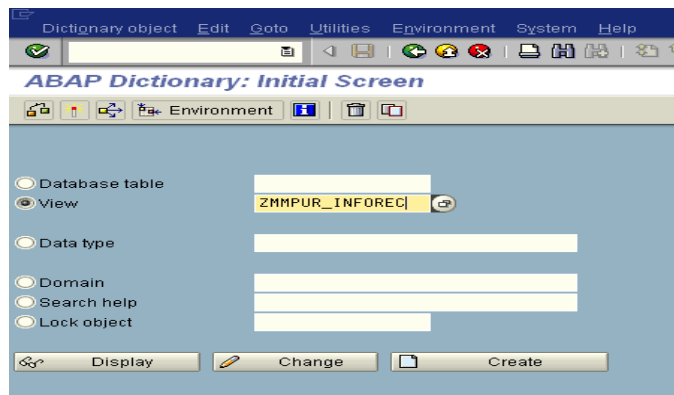 Dictionary object Edit Goto Utilities Environment System Help
ABAP Dictionary: Initial Screen
Environment
Database table
View ZMMPUR_INFOREC
Data type
Domain
Search help
Lock object
Display Change Create